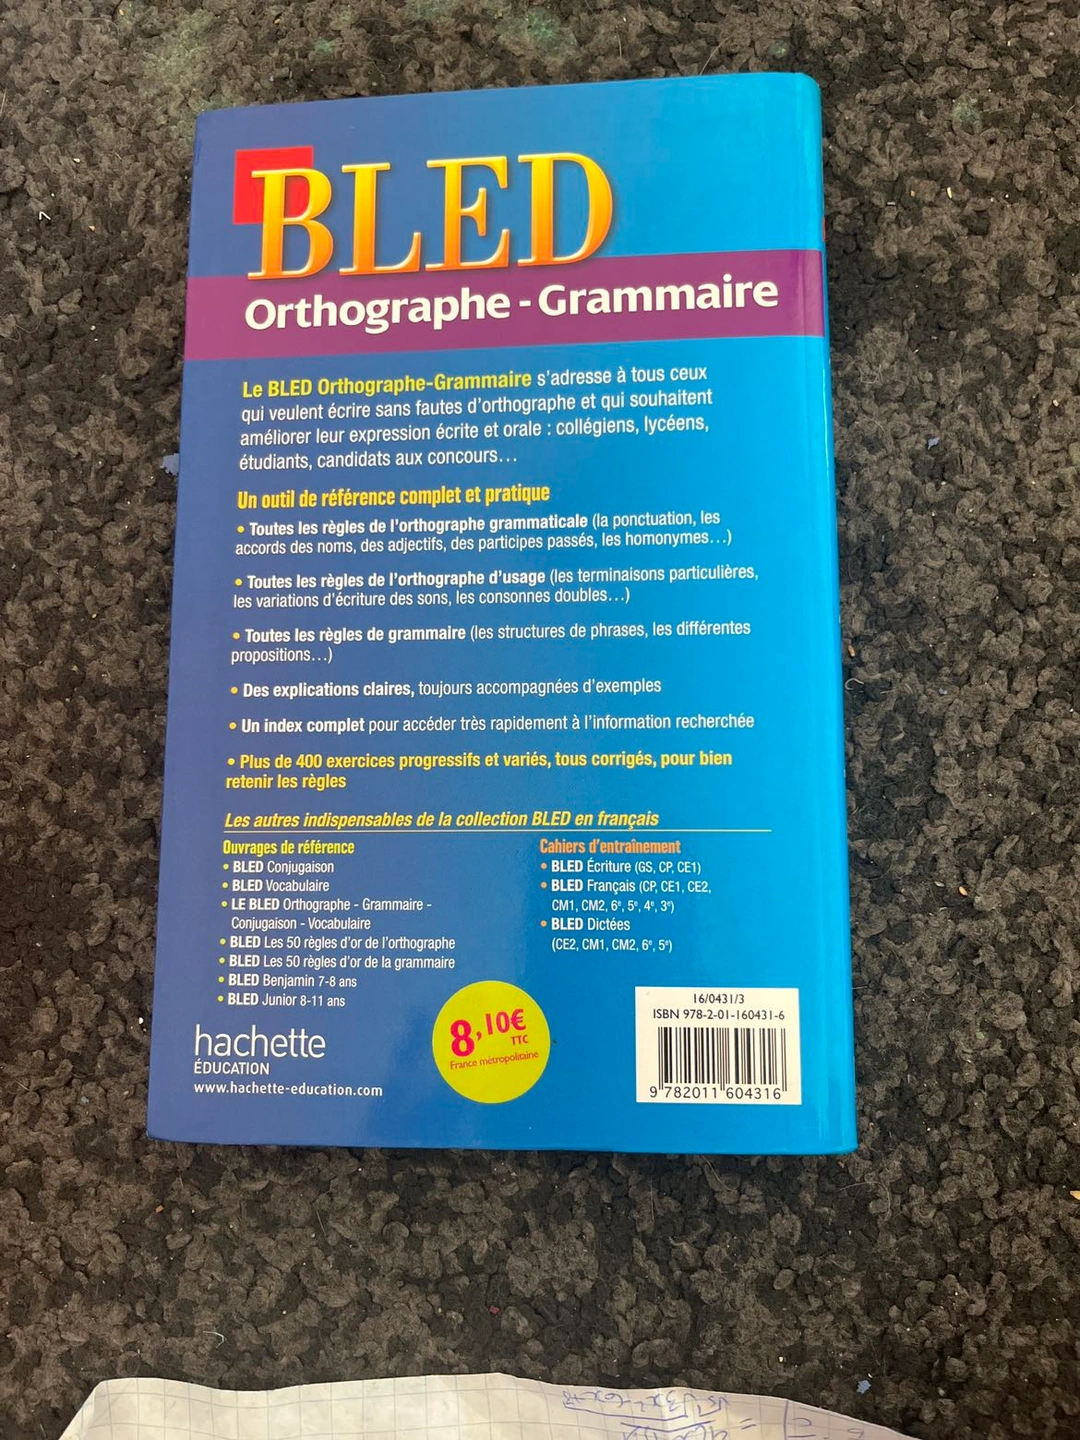 BLED
Orthographe - Grammaire
Le BLED Orthographe-Grammaire s'adresse à tous ceux
qui veulent écrire sans fautes d'orthographe et qui souhaitent
améliorer leur expression écrite et orale : collégiens, lycéens,
étudiants, candidats aux concours...
Un outil de référence complet et pratique
• Toutes les règles de l'orthographe grammaticale (la ponctuation, les
accords des noms, des adjectifs, des participes passés, les homonymes...)
• Toutes les règles de l'orthographe d'usage (les terminaisons particulières,
les variations d'écriture des sons, les consonnes doubles...)
• Toutes les règles de grammaire (les structures de phrases, les différentes
propositions...)
• Des explications claires, toujours accompagnées d'exemples
• Un index complet pour accéder très rapidement à l'information recherchée
• Plus de 400 exercices progressifs et variés, tous corrigés, pour bien
retenir les règles
Les autres indispensables de la collection BLED en français
Ouvrages de référence
• BLED Conjugaison
• BLED Vocabulaire
• LE BLED Orthographe - Grammaire -
Conjugaison - Vocabulaire
• BLED Les 50 règles d'or de l'orthographe
• BLED Les 50 règles d'or de la grammaire
• BLED Benjamin 7-8 ans
• BLED Junior 8-11 ans
Cahiers d'entraînement
• BLED Écriture (GS, CP, CE1)
• BLED Français (CP, CE1, CE2,
CM1, CM2, 6e, 5e, 4e, 3e)
• BLED Dictées
(CE2, CM1, CM2, 6e, 5e)
hachette
ÉDUCATION
www.hachette-education.com
8,10€
TTC
France métropolitaine
16/0431/3
ISBN 978-2-01-160431-6
9 782011 604316